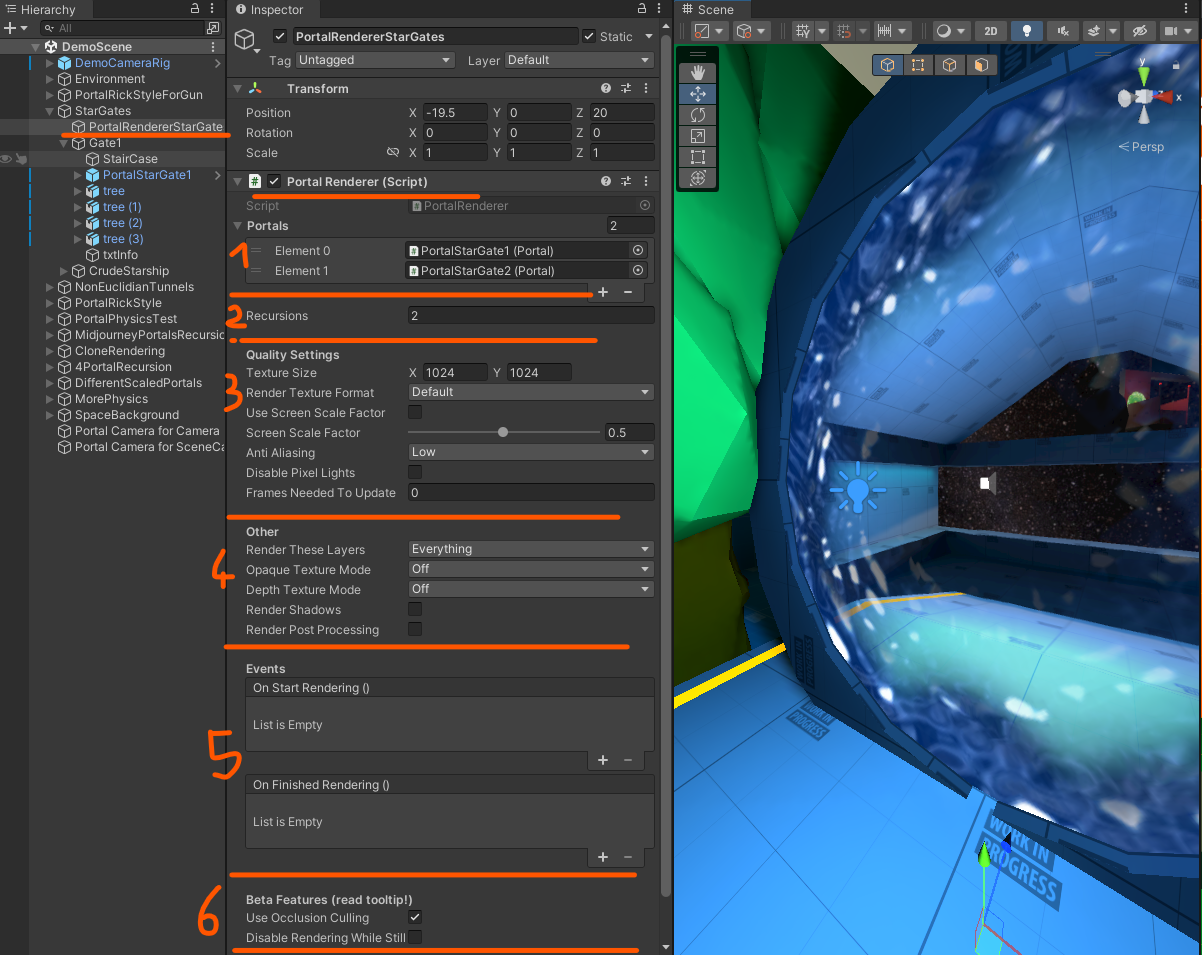 Hierarchy
All
DemoScene
DemoCameraRig
Environment
PortalRickStyleForGun
StarGates
PortalRendererStarGate
Gate1
StairCase
PortalStarGate1
tree
tree (1)
tree (2)
tree (3)
txtInfo
CrudeStarship
NonEuclidianTunnels
PortalRickStyle
PortalPhysicsTest
MidjourneyPortalsRecursio
CloneRendering
4PortalRecursion
DifferentScaledPortals
MorePhysics
SpaceBackground
Portal Camera for Camera
Portal Camera for SceneCa
Inspector
PortalRendererStarGates Static
Tag Untagged Layer Default
Transform
Position X -19.5 Y 0 Z 20
Rotation X 0 Y 0 Z 0
Scale X 1 Y 1 Z 1
# Portal Renderer (Script)
Script # PortalRenderer
Portals 2
1
Element 0 # PortalStarGate1 (Portal)
Element 1 # PortalStarGate2 (Portal)
+ −
2 Recursions 2
Quality Settings
Texture Size X 1024 Y 1024
3 Render Texture Format Default
Use Screen Scale Factor
Screen Scale Factor 0.5
Anti Aliasing Low
Disable Pixel Lights
Frames Needed To Update 0
Other
Render These Layers Everything
4 Opaque Texture Mode Off
Depth Texture Mode Off
Render Shadows
Render Post Processing
Events
On Start Rendering ()
List is Empty
5
+ −
On Finished Rendering ()
List is Empty
+ −
6
Beta Features (read tooltip!)
Use Occlusion Culling
Disable Rendering While Still
# Scene
2D
y
x
Persp
WORK IN
PROGRESS
WORK IN
PROGRESS